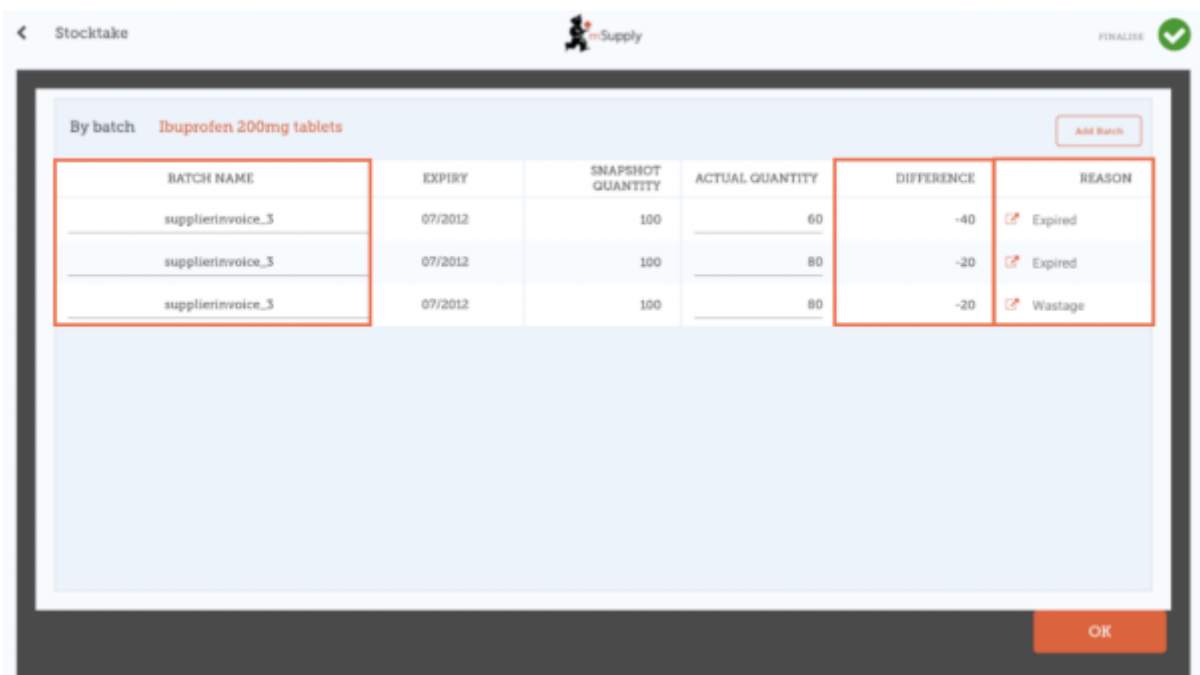 Stocktake
mSupply
FINALISE
By batch Ibuprofen 200mg tablets
Add Batch
BATCH NAME EXPIRY SNAPSHOT QUANTITY ACTUAL QUANTITY DIFFERENCE REASON
supplierinvoice_3 07/2012 100 60 -40 Expired
supplierinvoice_3 07/2012 100 80 -20 Expired
supplierinvoice_3 07/2012 100 80 -20 Wastage
OK